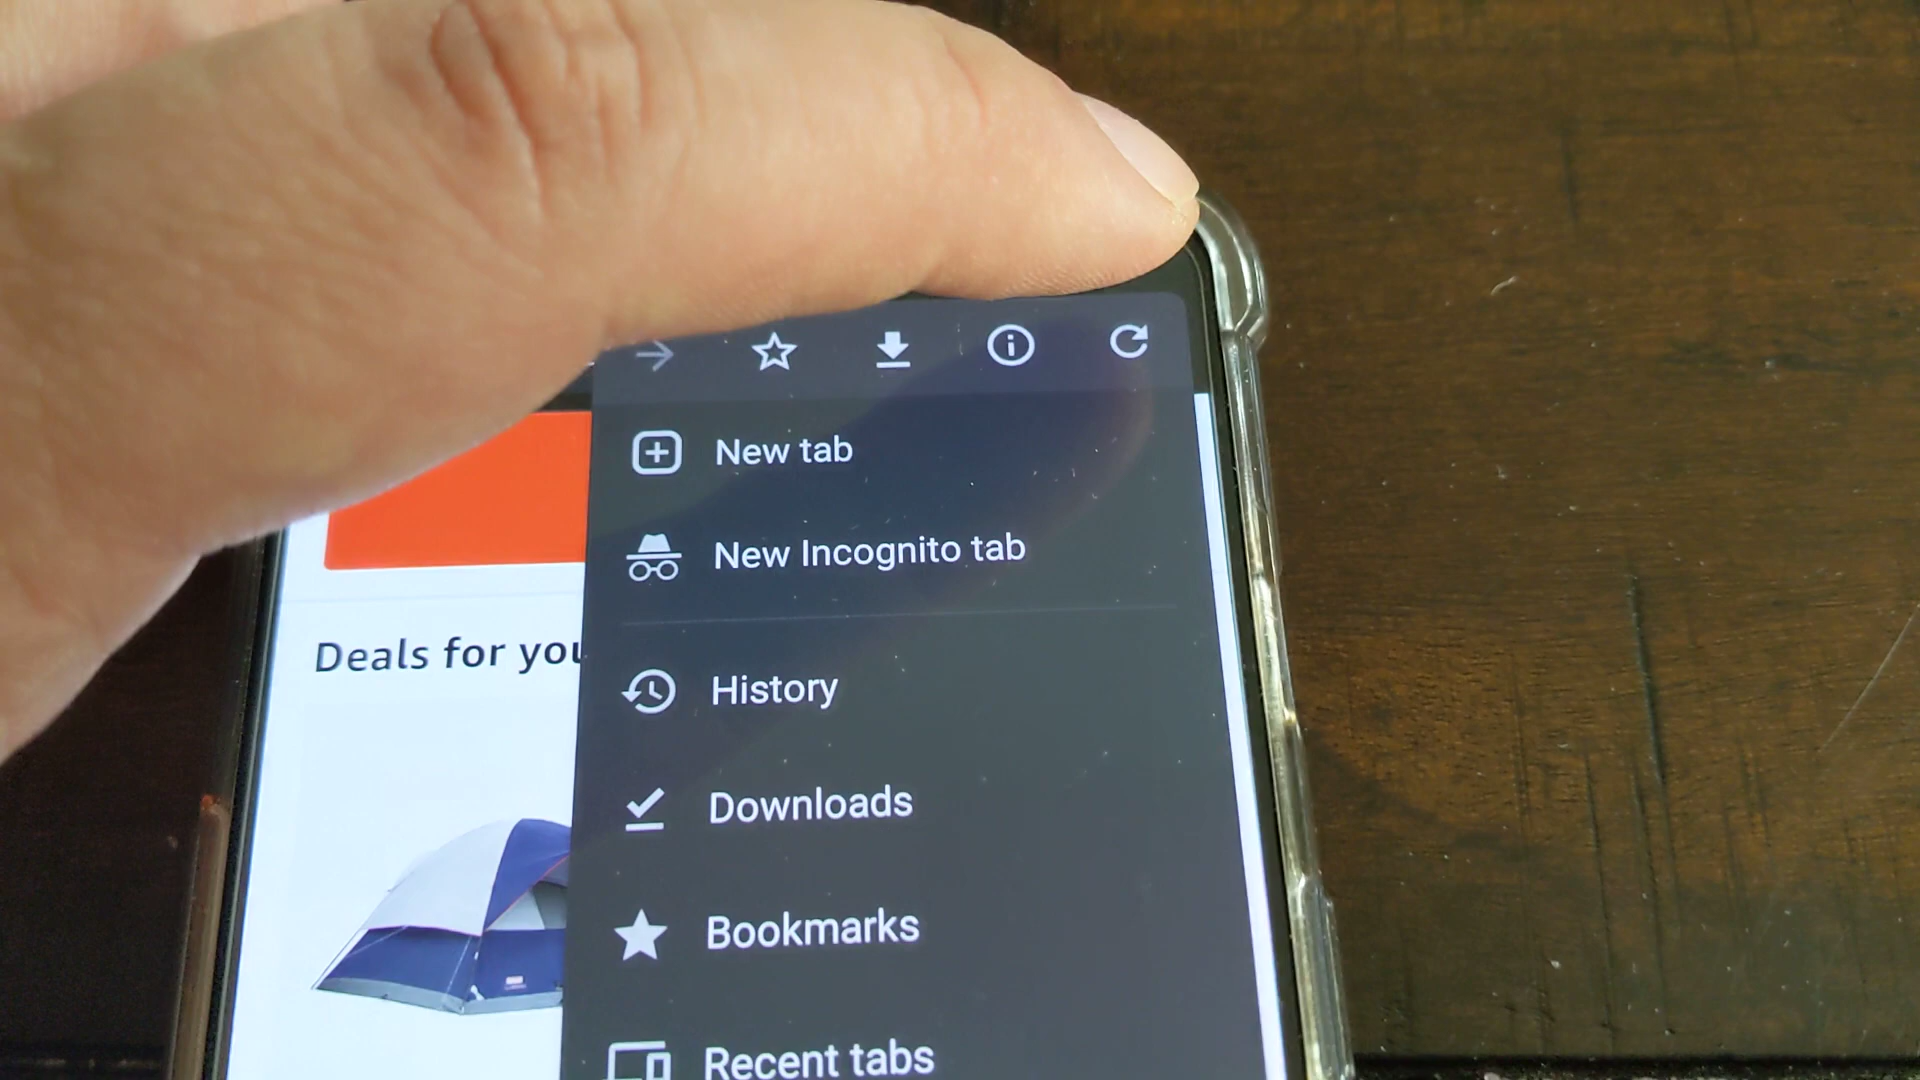 New tab
New Incognito tab
Deals for you
History
Downloads
Bookmarks
Recent tabs